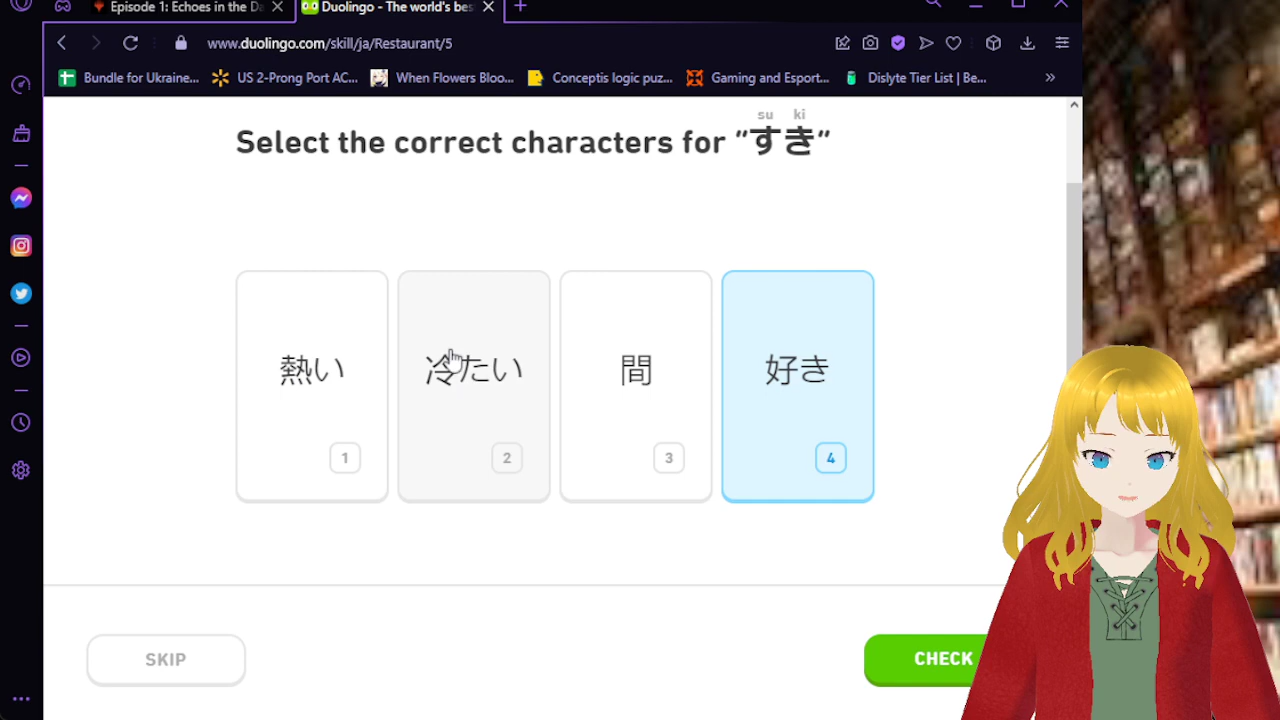 Episode 1: Echoes in the Da
Duolingo - The world's bes
www.duolingo.com/skill/ja/Restaurant/5
Bundle for Ukraine... US 2-Prong Port AC... When Flowers Bloo... Conceptis logic puz... Gaming and Esport... Dislyte Tier List | Be...
su ki
Select the correct characters for "すき"
熱い 冷たい 間 好き
1 2 3 4
SKIP CHECK